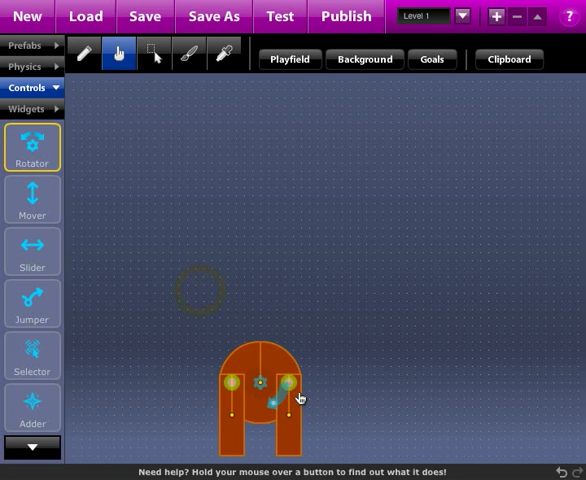 New Load Save Save As Test Publish Level 1 + − ?
Prefabs
Physics
Controls
Widgets
Playfield Background Goals Clipboard
Rotator
Mover
Slider
Jumper
Selector
Adder
Need help? Hold your mouse over a button to find out what it does!